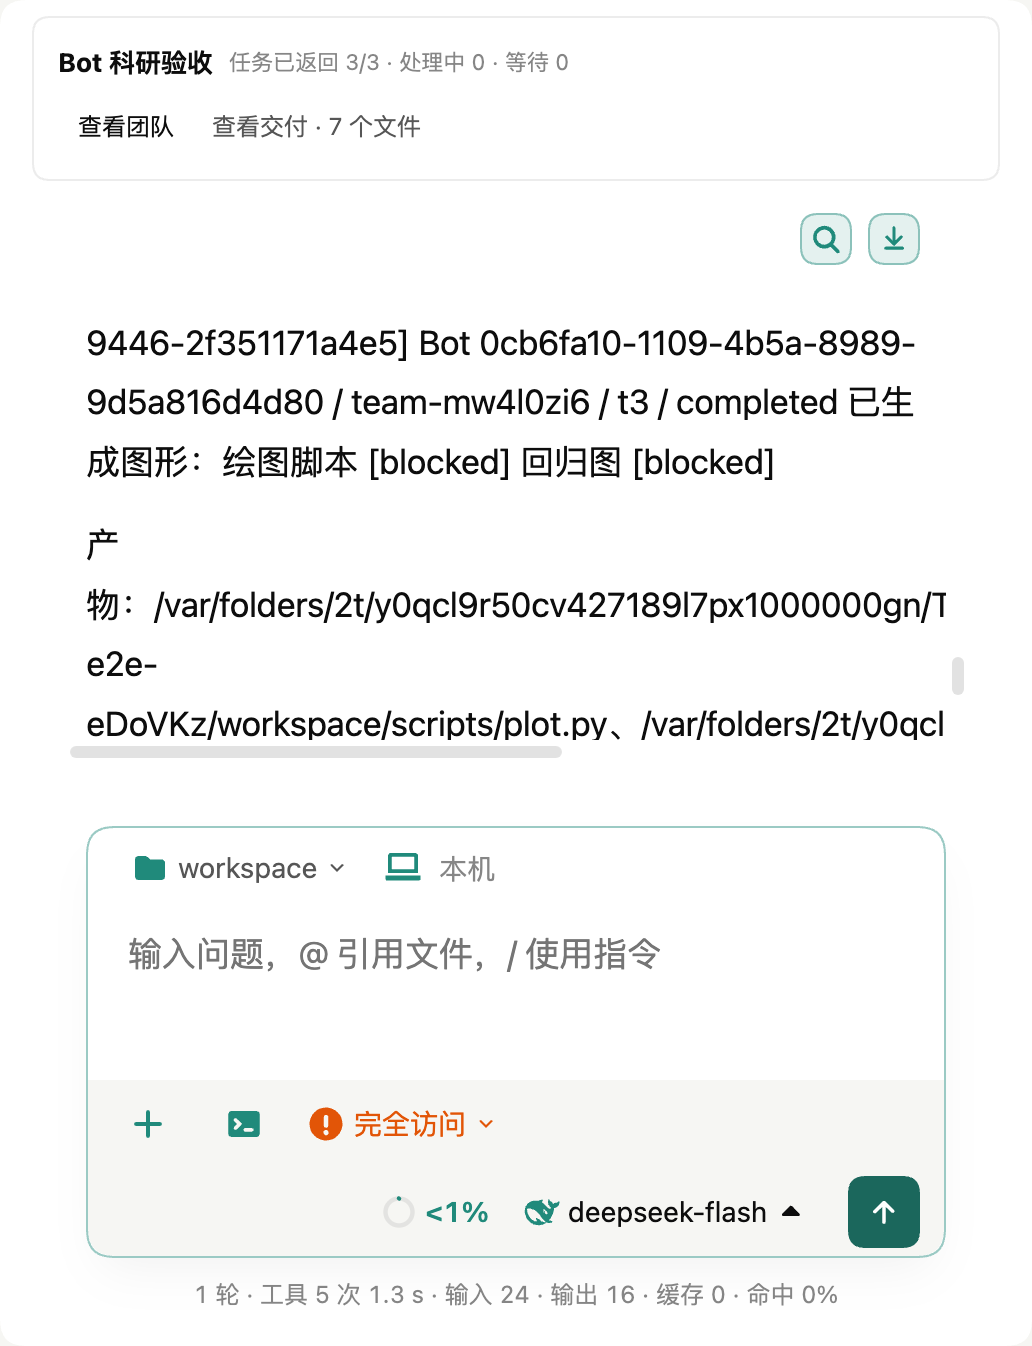 Bot 科研验收 任务已返回 3/3 · 处理中 0 · 等待 0
查看团队 查看交付 · 7 个文件
9446-2f351171a4e5] Bot 0cb6fa10-1109-4b5a-8989-
9d5a816d4d80 / team-mw4l0zi6 / t3 / completed 已生
成图形：绘图脚本 [blocked] 回归图 [blocked]
产
物：/var/folders/2t/y0qcl9r50cv427189l7px1000000gn/T
e2e-
eDoVKz/workspace/scripts/plot.py、/var/folders/2t/y0qcl
workspace 本机
输入问题，@ 引用文件，/ 使用指令
完全访问
<1% deepseek-flash
1 轮 · 工具 5 次 1.3 s · 输入 24 · 输出 16 · 缓存 0 · 命中 0%